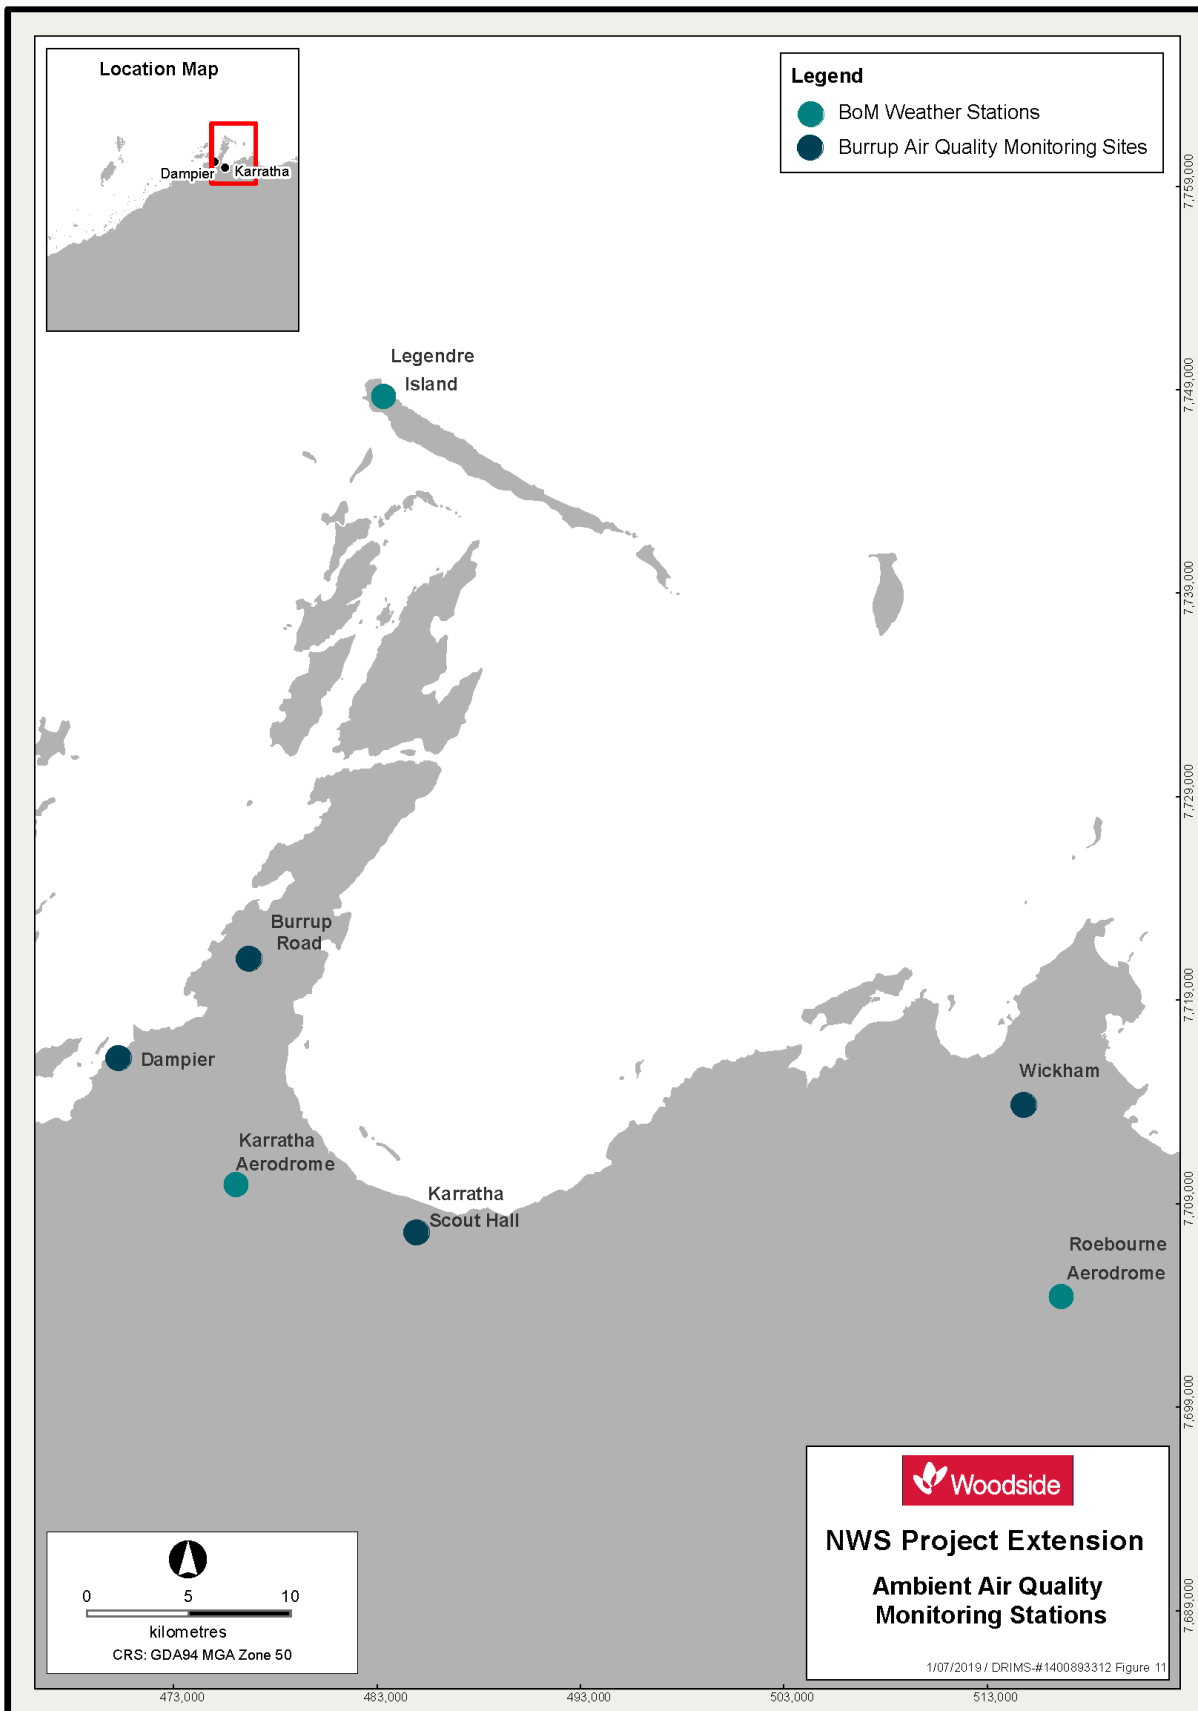 Location Map
Dampier
Karratha
Legend
BoM Weather Stations
Burrup Air Quality Monitoring Sites
Legendre
Island
Burrup
Road
Dampier
Wickham
Karratha
Aerodrome
Karratha
Scout Hall
Roebourne
Aerodrome
7,759,000
7,749,000
7,739,000
7,729,000
7,719,000
7,709,000
7,699,000
7,689,000
0 5 10
kilometres
CRS: GDA94 MGA Zone 50
Woodside
NWS Project Extension
Ambient Air Quality
Monitoring Stations
1/07/2019 / DRIMS-#1400893312 Figure 11
473,000 483,000 493,000 503,000 513,000